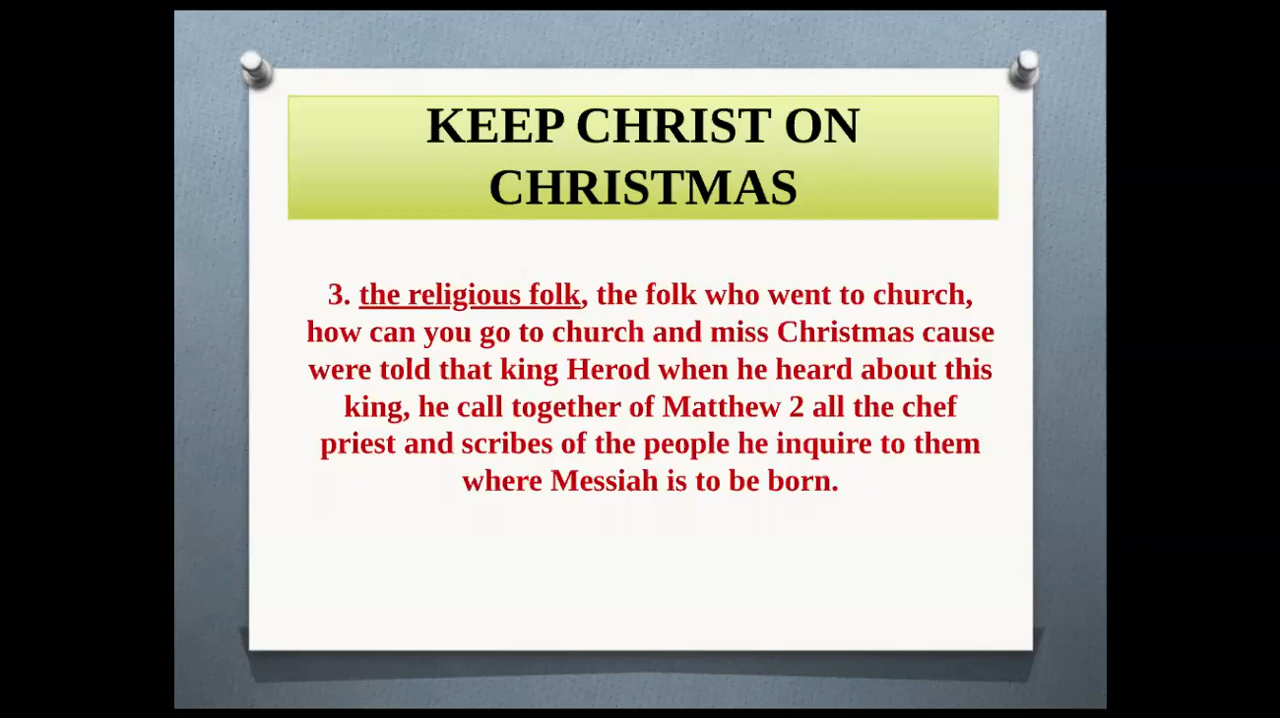 KEEP CHRIST ON
CHRISTMAS
3. the religious folk, the folk who went to church,
how can you go to church and miss Christmas cause
were told that king Herod when he heard about this
king, he call together of Matthew 2 all the chef
priest and scribes of the people he inquire to them
where Messiah is to be born.